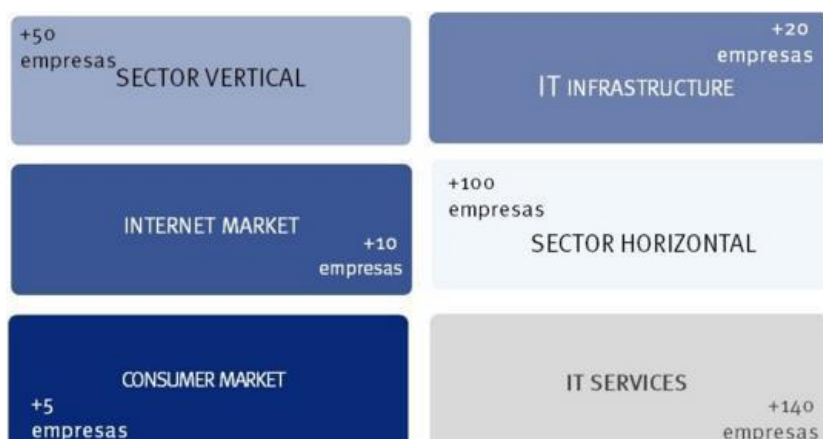 +50
empresas
SECTOR VERTICAL
+20
empresas
IT INFRASTRUCTURE
INTERNET MARKET
+10
empresas
+100
empresas
SECTOR HORIZONTAL
CONSUMER MARKET
+5
empresas
IT SERVICES
+140
empresas